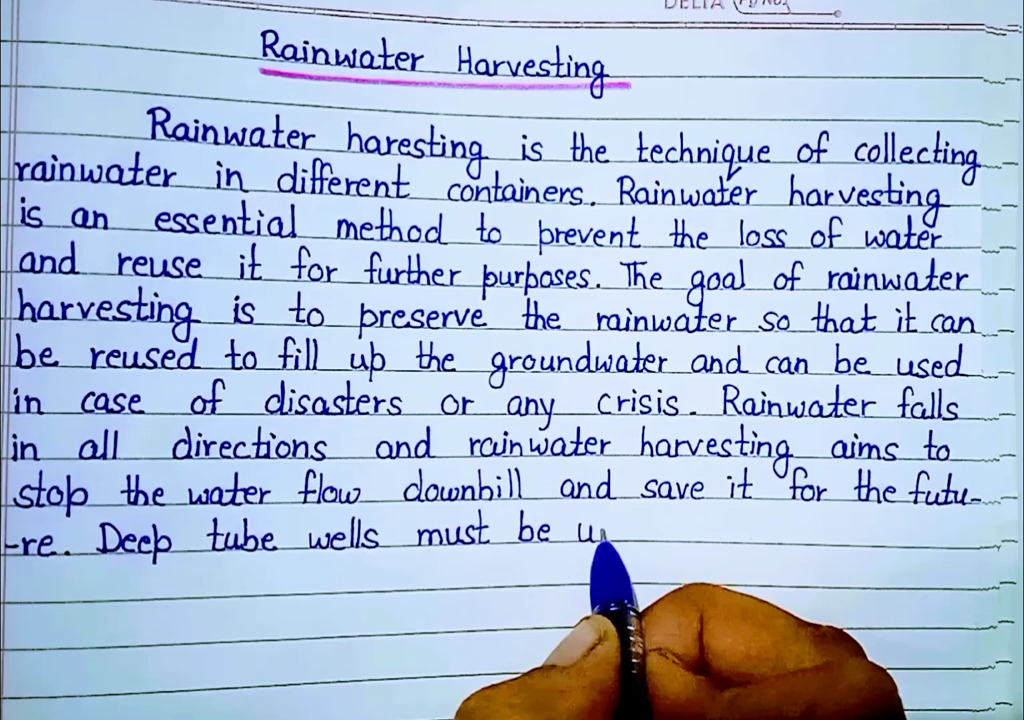 DELTA
Rainwater Harvesting
Rainwater haresting is the technique of collecting
rainwater in different containers. Rainwater harvesting
is an essential method to prevent the loss of water
and reuse it for further purposes. The goal of rainwater
harvesting is to preserve the rainwater so that it can
be reused to fill up the groundwater and can be used
in case of disasters or any crisis. Rainwater falls
in all directions and rainwater harvesting aims to
stop the water flow downhill and save it for the futu-
-re. Deep tube wells must be